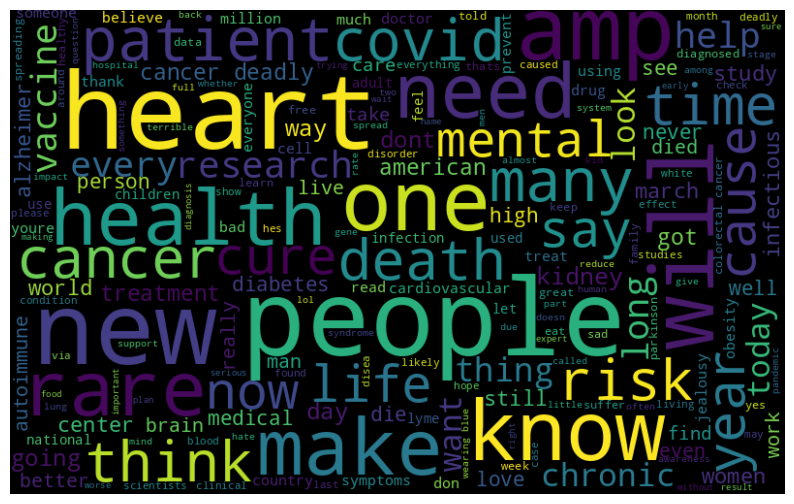 someone
believe
back
million
much
doctor
told
month
deadly
sure
spreading
question
data
patient
covid
amp
help
healthy
hospital
trying
thats
care
everything
prevent
caused
diagnosed
stage
vaccine
around
thank
cancer deadly
using
see
study
full
whether
adult
two
among
heart
need
time
everyone
take
free
wait
feel
drug
early
check
alzheimer
something
terrible
way
spread
name
men
system
never
cell
dont
rate
mental
look
almost
kid
died
every
research
disorder
american
many
white
march
cause
infectious
impact
person
children
show
learn
live
high
keep
effect
use
please
youre
making
health
bad
hes
diagnosis
one
say
got
family
studies
colorectal cancer
gene
infection
used
treat
reduce
give
cancer
cure
death
kidney
well
world
treatment
diabetes
read
cardiovascular
let
great
part
human
parkinson
obesity
long
will
condition
really
lol
due
eat
doesn
sad
today
pandemic
via
support
syndrome
man
disea
likely
expert
called
autoimmune
new
people
thing
risk
jealousy
year
food
lung
important
serious
found
now
life
hope
still
little
suffer
often
living
yes
rare
plan
center
brain
medical
day
die
lyme
want
wearing blue
right
case
find
work
may
national
mind
blood
hate
make
know
even
awareness
women
going
think
country
last
symptoms
don
week
love
chronic
without
result
better
worse
scientists
clinical